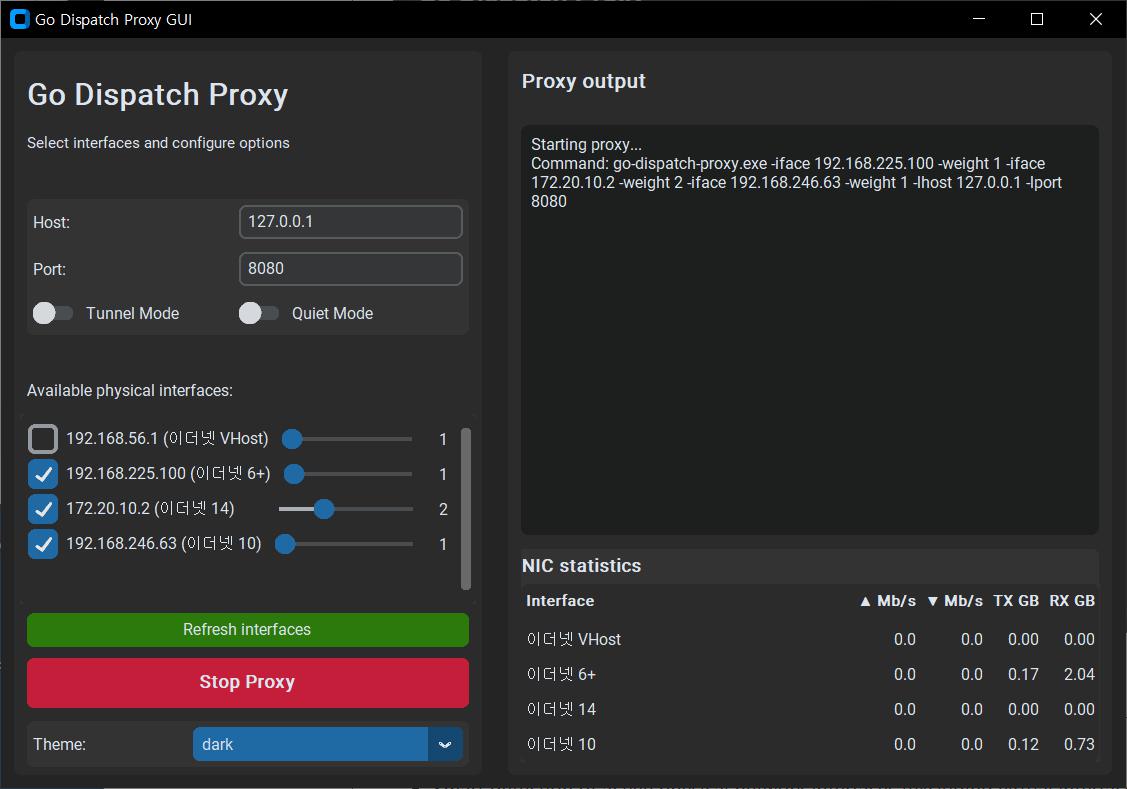 Go Dispatch Proxy GUI
Go Dispatch Proxy
Select interfaces and configure options
Host: 127.0.0.1
Port: 8080
Tunnel Mode Quiet Mode
Available physical interfaces:
192.168.56.1 (이더넷 VHost) 1
192.168.225.100 (이더넷 6+) 1
172.20.10.2 (이더넷 14) 2
192.168.246.63 (이더넷 10) 1
Refresh interfaces
Stop Proxy
Theme: dark
Proxy output
Starting proxy...
Command: go-dispatch-proxy.exe -iface 192.168.225.100 -weight 1 -iface
172.20.10.2 -weight 2 -iface 192.168.246.63 -weight 1 -lhost 127.0.0.1 -lport
8080
NIC statistics
Interface ▲ Mb/s ▼ Mb/s TX GB RX GB
이더넷 VHost 0.0 0.0 0.00 0.00
이더넷 6+ 0.0 0.0 0.17 2.04
이더넷 14 0.0 0.0 0.00 0.00
이더넷 10 0.0 0.0 0.12 0.73